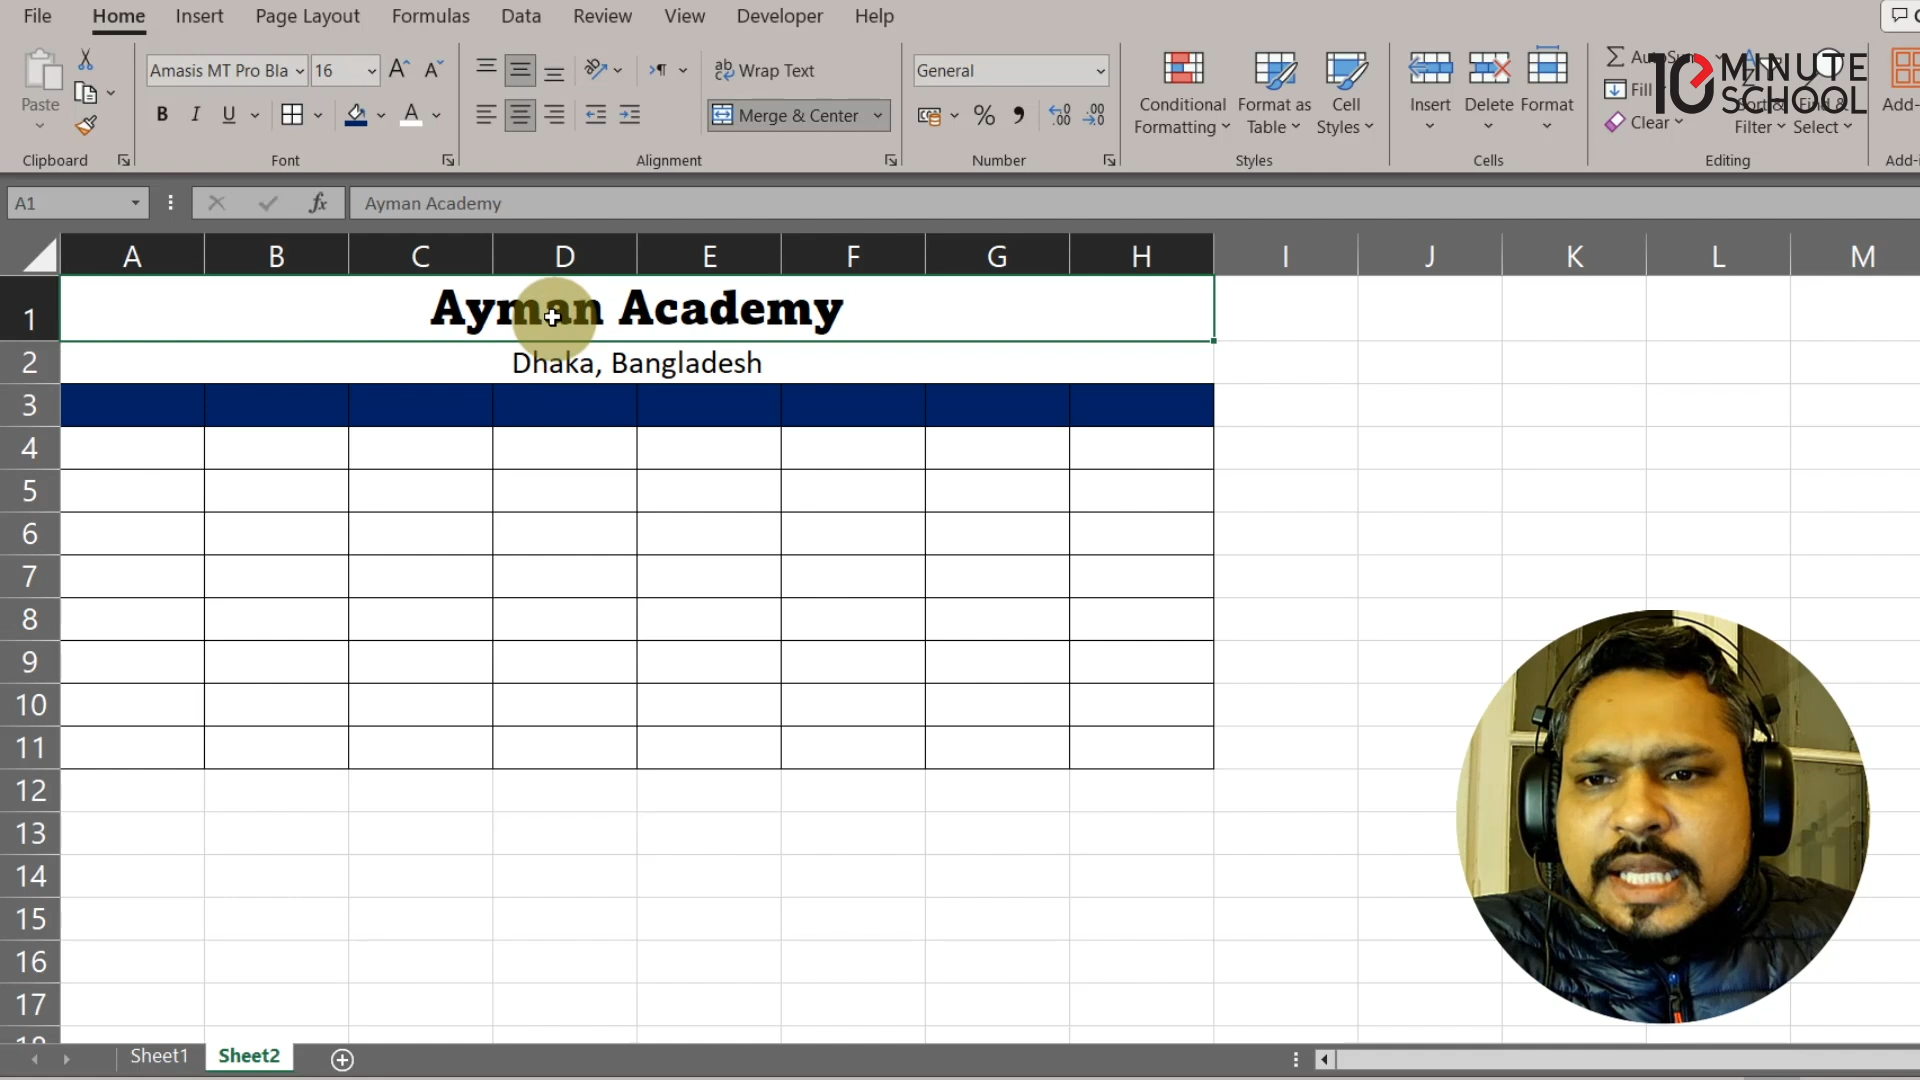 File Home Insert Page Layout Formulas Data Review View Developer Help
Paste
Clipboard
Amasis MT Pro Bla 16
B I U A
Font
Wrap Text
Merge & Center
Alignment
General
% .00
Number
Conditional Formatting
Format as Table
Cell Styles
Styles
Insert Delete Format
Cells
Fill
Clear
Filter Select
Editing
10 MINUTE SCHOOL
A1 fx Ayman Academy
A B C D E F G H I J K L M
1 Ayman Academy
2 Dhaka, Bangladesh
3
4
5
6
7
8
9
10
11
12
13
14
15
16
17
Sheet1 Sheet2